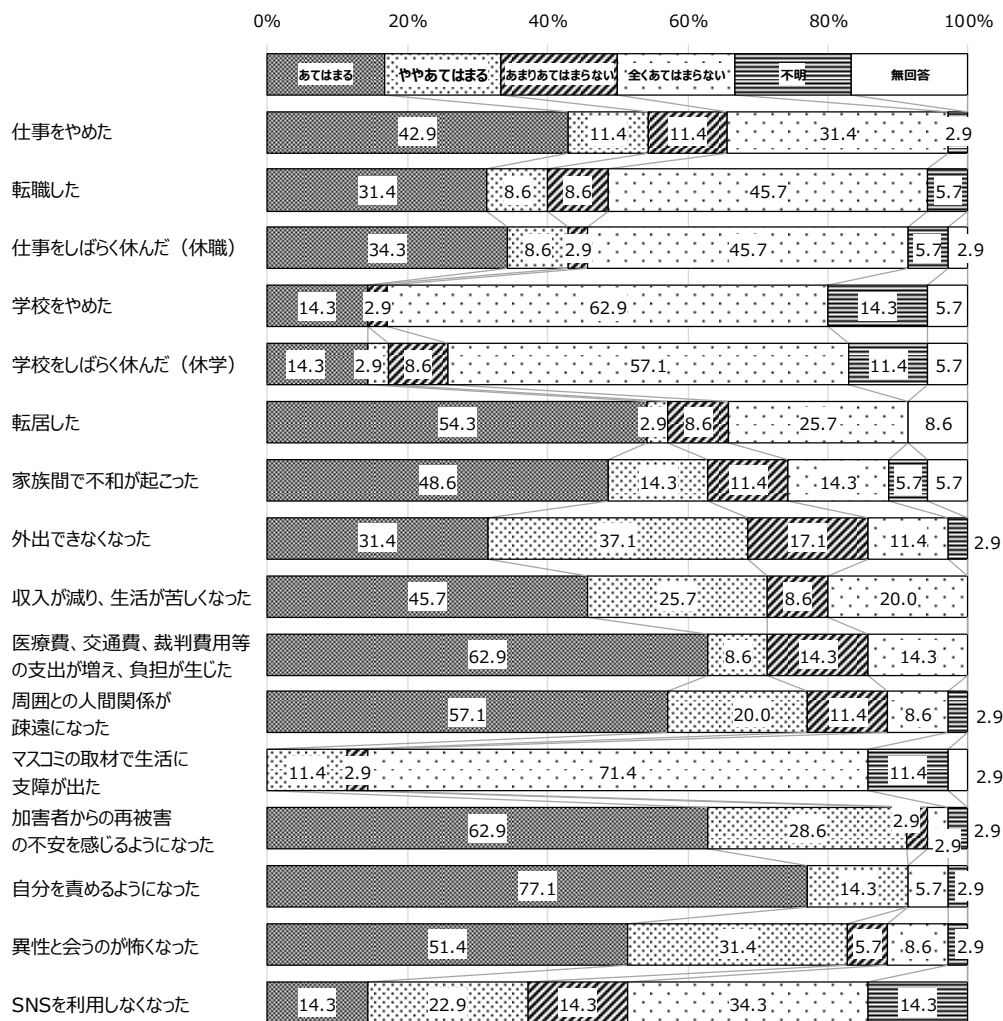 0% 20% 40% 60% 80% 100%
あてはまる ややあてはまる あまりあてはまらない 全くあてはまらない 不明 無回答
仕事をやめた 42.9 11.4 11.4 31.4 2.9
転職した 31.4 8.6 8.6 45.7 5.7
仕事をしばらく休んだ（休職） 34.3 8.6 2.9 45.7 5.7 2.9
学校をやめた 14.3 2.9 62.9 14.3 5.7
学校をしばらく休んだ（休学） 14.3 2.9 8.6 57.1 11.4 5.7
転居した 54.3 2.9 8.6 25.7 8.6
家族間で不和が起こった 48.6 14.3 11.4 14.3 5.7 5.7
外出できなくなった 31.4 37.1 17.1 11.4 2.9
収入が減り、生活が苦しくなった 45.7 25.7 8.6 20.0
医療費、交通費、裁判費用等
の支出が増え、負担が生じた 62.9 8.6 14.3 14.3
周囲との人間関係が
疎遠になった 57.1 20.0 11.4 8.6 2.9
マスコミの取材で生活に
支障が出た 11.4 2.9 71.4 11.4 2.9
加害者からの再被害
の不安を感じるようになった 62.9 28.6 2.9 2.9 2.9
自分を責めるようになった 77.1 14.3 5.7 2.9
異性と会うのが怖くなった 51.4 31.4 5.7 8.6 2.9
SNSを利用しなくなった 14.3 22.9 14.3 34.3 14.3